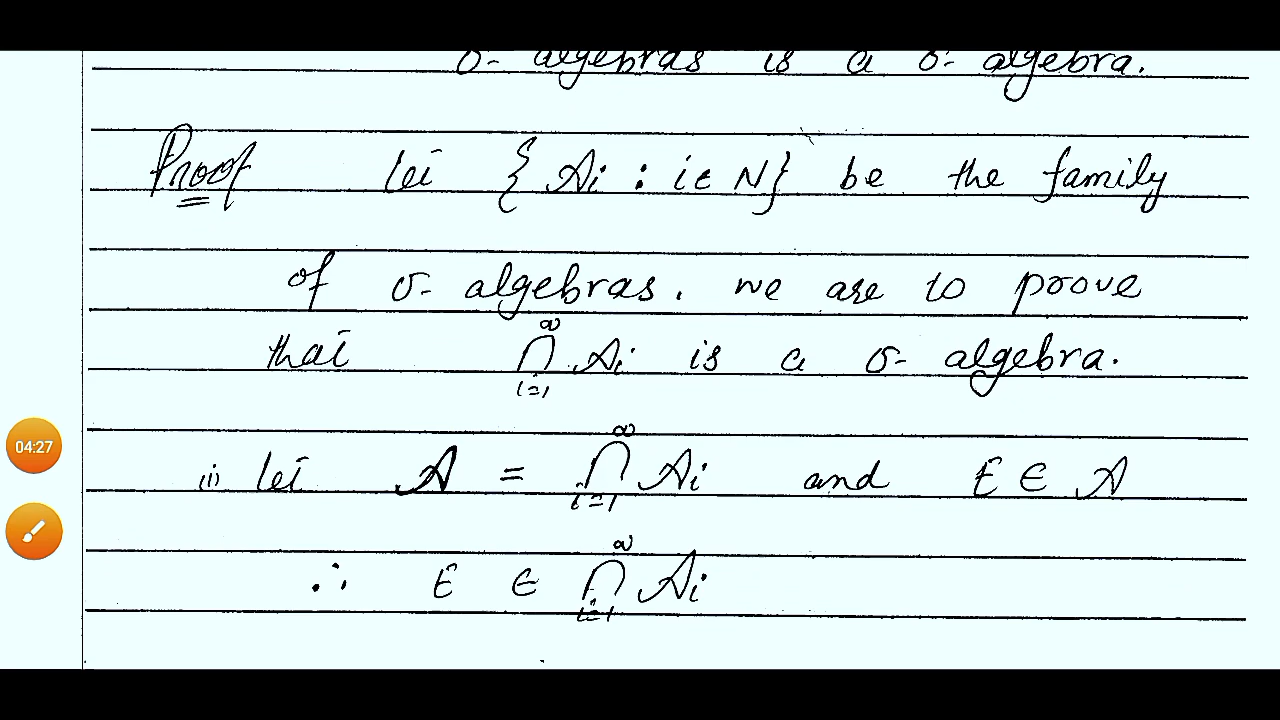 σ- algebras is a σ- algebra.
Proof let { Ai : i ∈ N } be the family
of σ- algebras. we are to prove
that ∞ ⋂ i=1 Ai is a σ- algebra.
(i) let A = ∞ ⋂ i=1 Ai and E ∈ A
04:27
∴ E ∈ ∞ ⋂ i=1 Ai